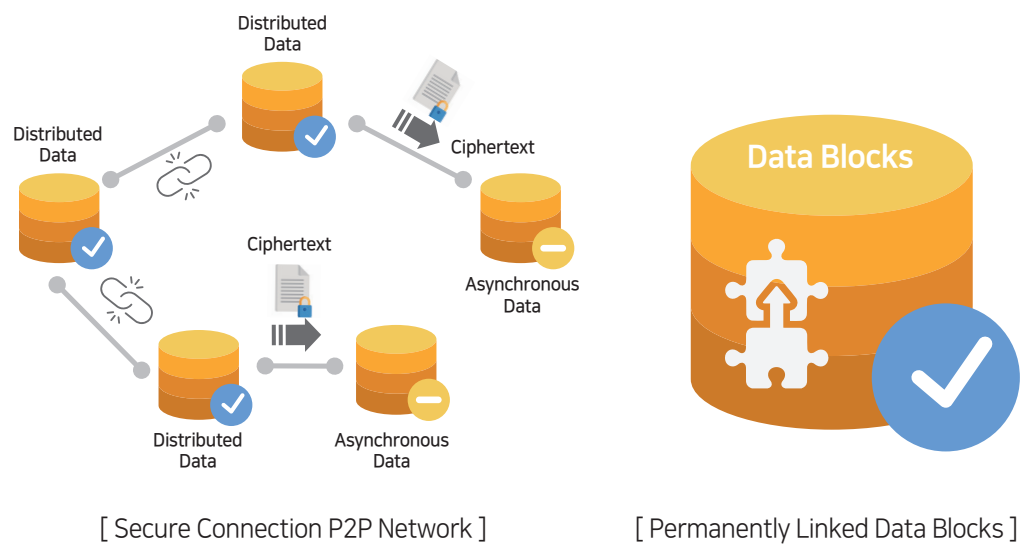 Distributed
Data
Distributed
Data
Ciphertext
Asynchronous
Data
Ciphertext
Distributed
Data
Asynchronous
Data
[ Secure Connection P2P Network ]
Data Blocks
[ Permanently Linked Data Blocks ]